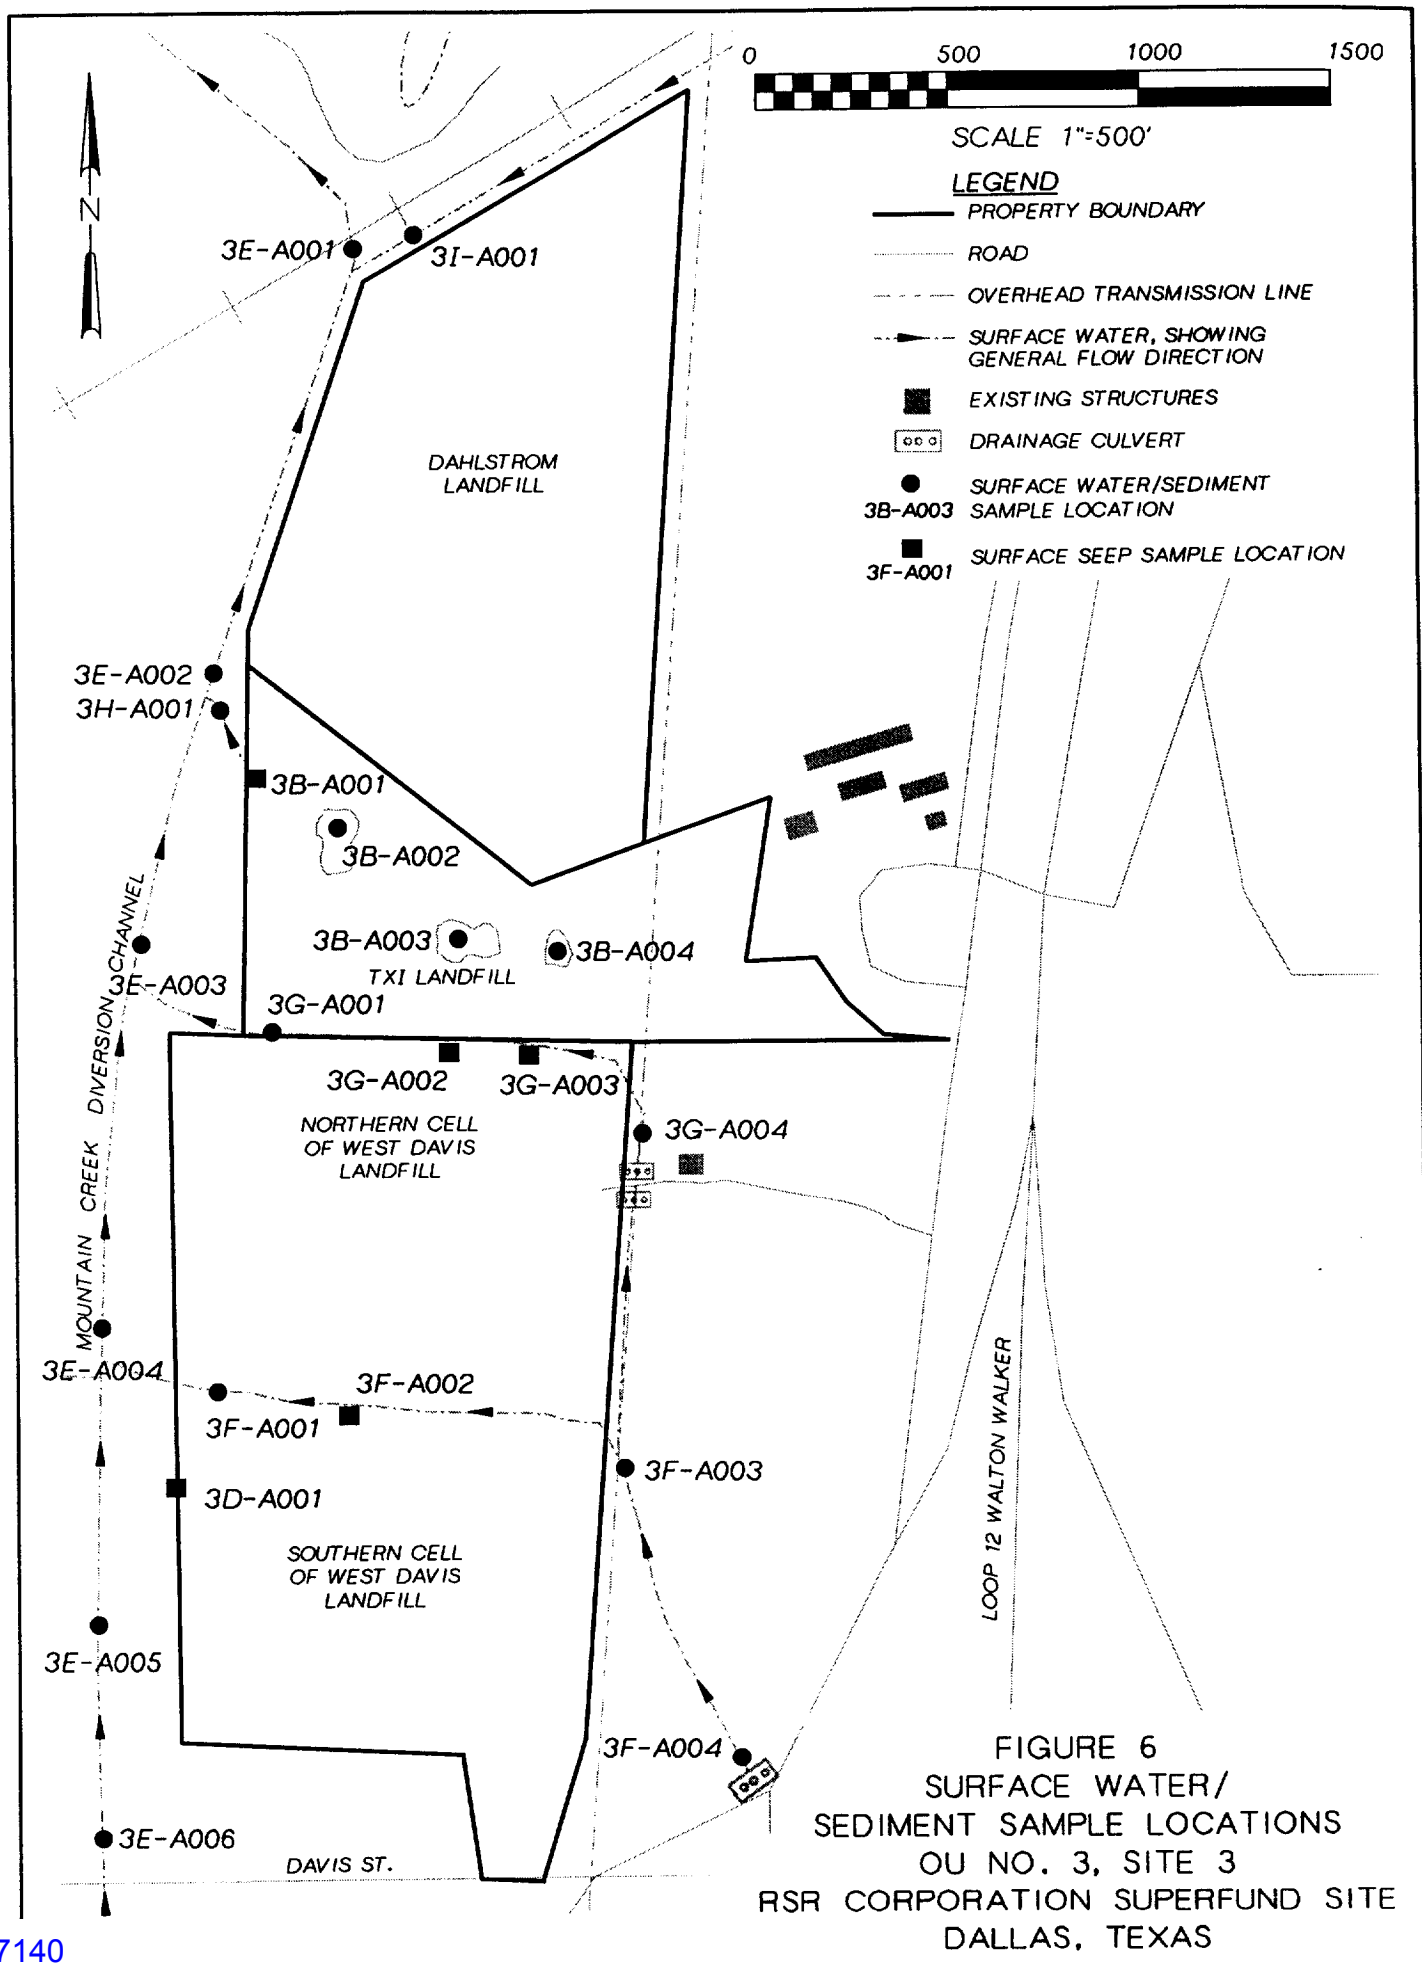 0 500 1000 1500
SCALE 1"=500'
LEGEND
PROPERTY BOUNDARY
ROAD
OVERHEAD TRANSMISSION LINE
SURFACE WATER, SHOWING
GENERAL FLOW DIRECTION
EXISTING STRUCTURES
DRAINAGE CULVERT
SURFACE WATER/SEDIMENT
3B-A003 SAMPLE LOCATION
SURFACE SEEP SAMPLE LOCATION
3F-A001
N
3E-A001
3I-A001
DAHLSTROM
LANDFILL
3E-A002
3H-A001
3B-A001
3B-A002
3B-A003
3B-A004
TXI LANDFILL
3E-A003
3G-A001
MOUNTAIN CREEK DIVERSION CHANNEL
3G-A002
3G-A003
NORTHERN CELL
OF WEST DAVIS
LANDFILL
3G-A004
3E-A004
3F-A002
3F-A001
3F-A003
3D-A001
SOUTHERN CELL
OF WEST DAVIS
LANDFILL
LOOP 12 WALTON WALKER
3E-A005
3F-A004
3E-A006
DAVIS ST.
FIGURE 6
SURFACE WATER/
SEDIMENT SAMPLE LOCATIONS
OU NO. 3, SITE 3
RSR CORPORATION SUPERFUND SITE
DALLAS, TEXAS
7140